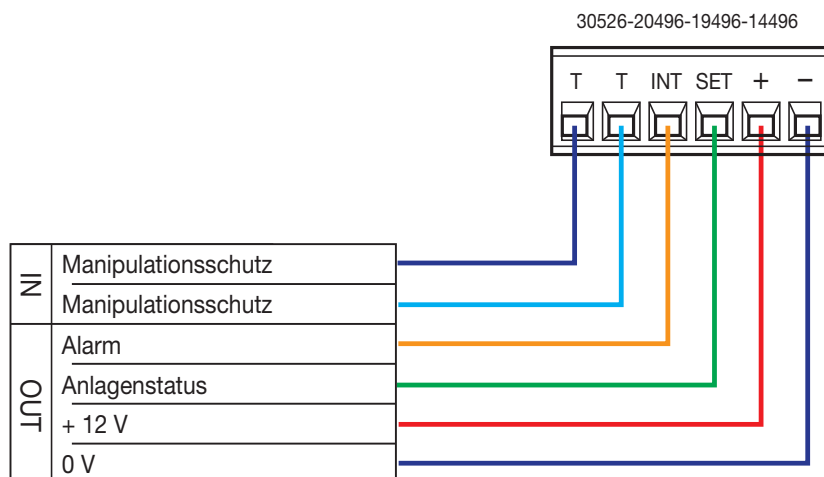 30526-20496-19496-14496
T T INT SET + −
IN
Manipulationsschutz
Manipulationsschutz
OUT
Alarm
Anlagenstatus
+ 12 V
0 V